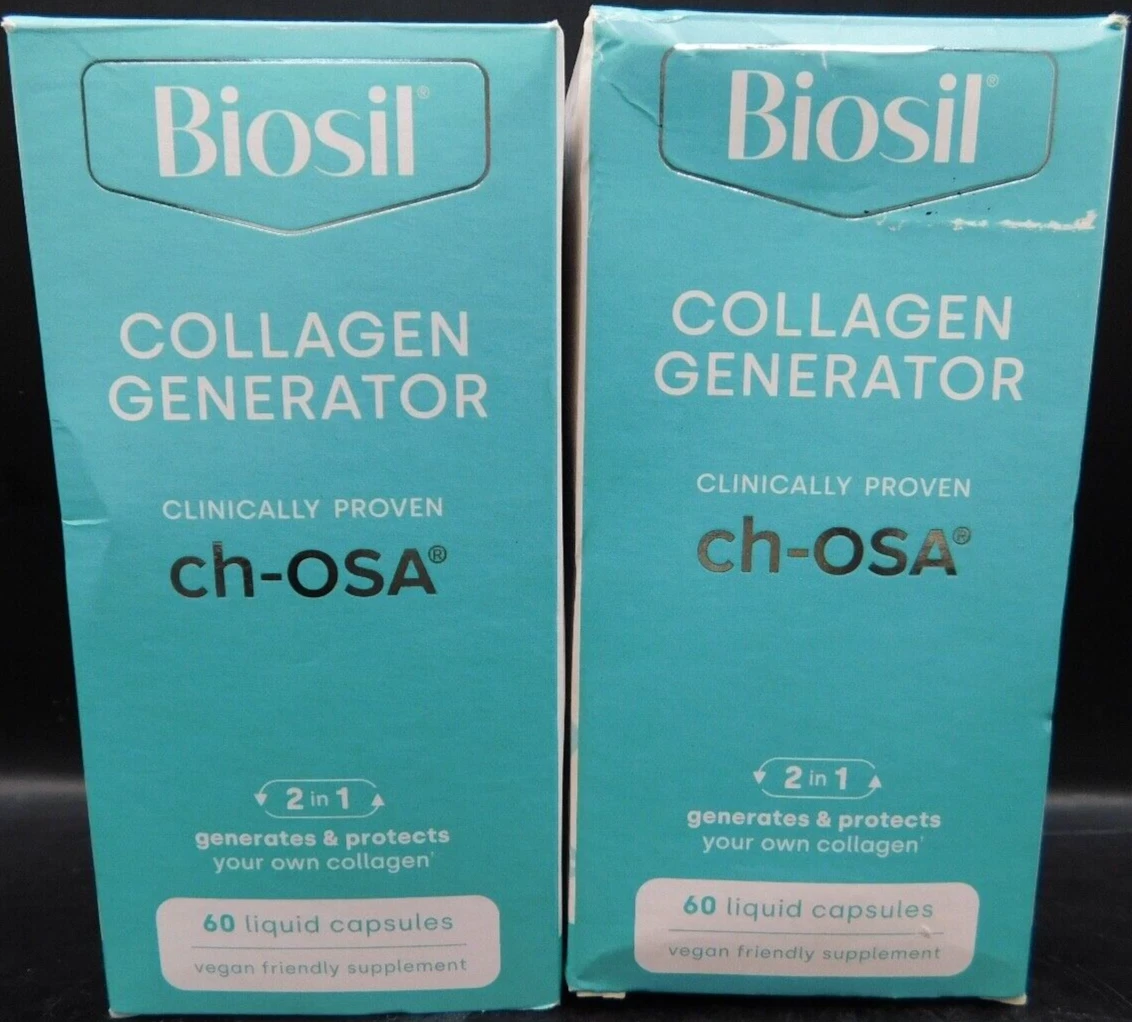 Biosil®
COLLAGEN
GENERATOR
CLINICALLY PROVEN
ch-OSA®
2 in 1
generates & protects
your own collagen†
60 liquid capsules
vegan friendly supplement
Biosil®
COLLAGEN
GENERATOR
CLINICALLY PROVEN
ch-OSA®
2 in 1
generates & protects
your own collagen†
60 liquid capsules
vegan friendly supplement